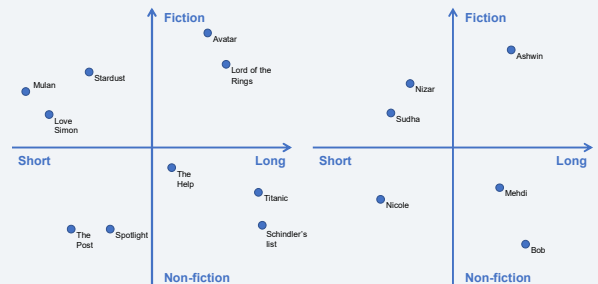 Fiction
Avatar
Lord of the
Rings
Stardust
Mulan
Love
Simon
Short
Long
The
Help
Titanic
Schindler's
list
The
Post
Spotlight
Non-fiction
Fiction
Ashwin
Nizar
Sudha
Short
Long
Mehdi
Nicole
Bob
Non-fiction